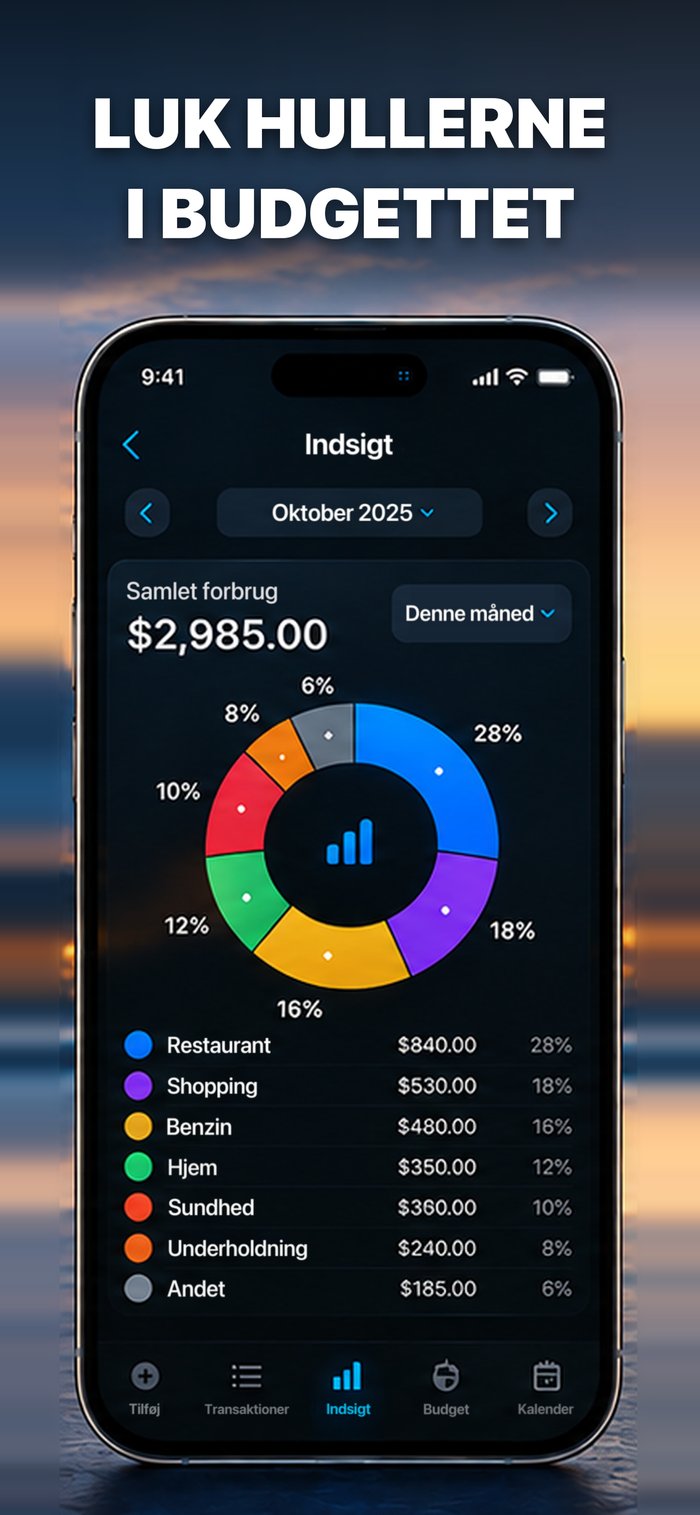 LUK HULLERNE
I BUDGETTET
9:41
Indsigt
Oktober 2025
Samlet forbrug
$2,985.00
Denne måned
6%
8%
28%
10%
12%
18%
16%
Restaurant $840.00 28%
Shopping $530.00 18%
Benzin $480.00 16%
Hjem $350.00 12%
Sundhed $360.00 10%
Underholdning $240.00 8%
Andet $185.00 6%
Tilføj Transaktioner Indsigt Budget Kalender